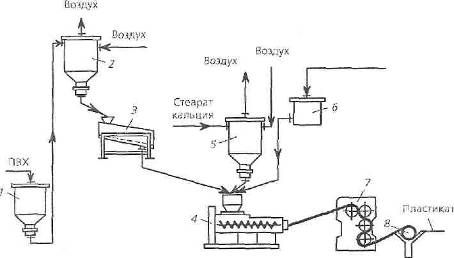 Воздух
Воздух
2
3
ПВХ
1
Воздух
Воздух
Стеарат
кальция
5
6
4
7
Пластикат
8